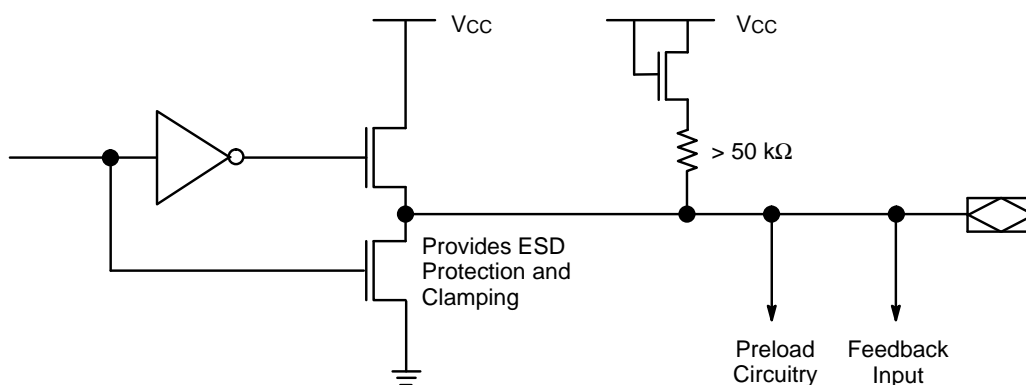 VCC
VCC
> 50 kΩ
Provides ESD
Protection and
Clamping
Preload
Circuitry
Feedback
Input